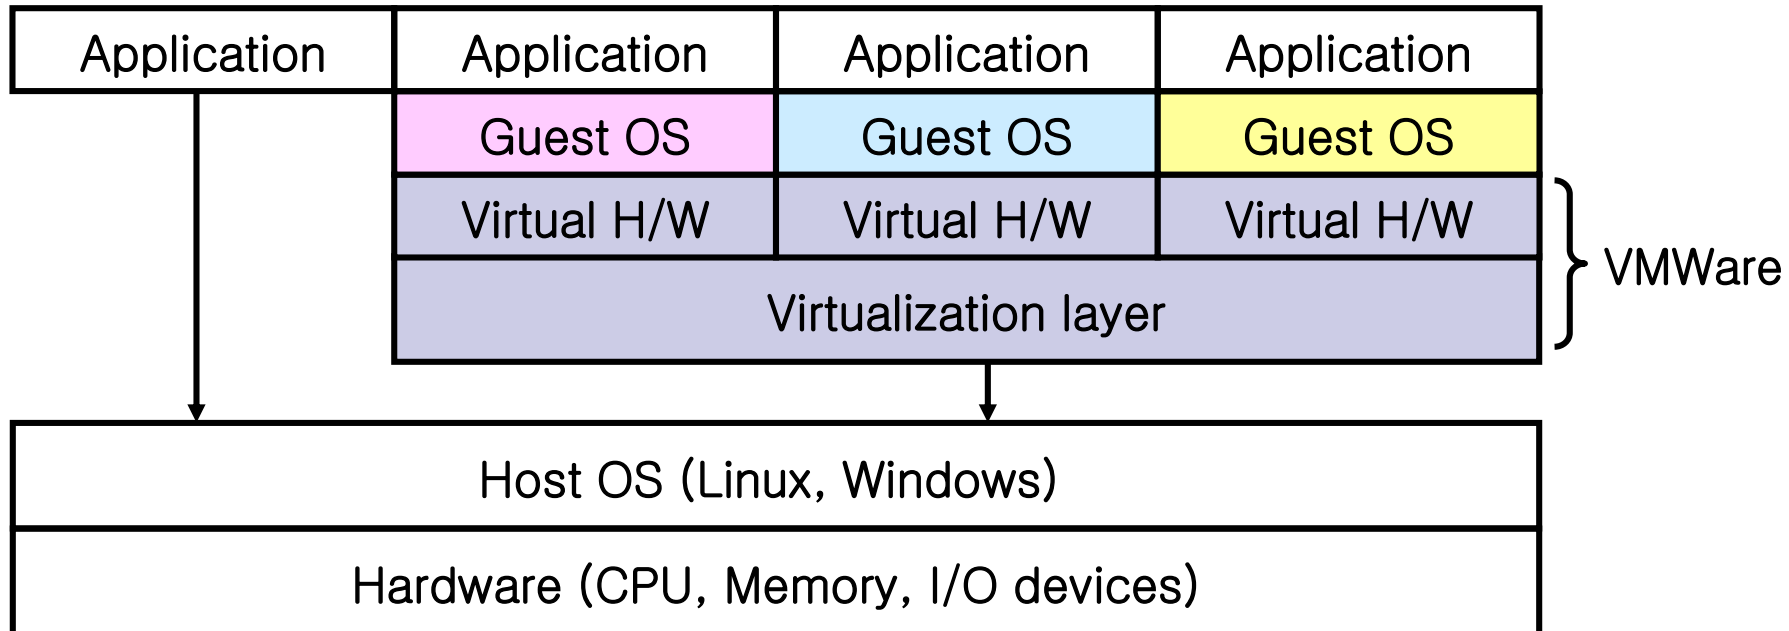 Application Application Application Application
Guest OS Guest OS Guest OS
Virtual H/W Virtual H/W Virtual H/W
VMWare
Virtualization layer
Host OS (Linux, Windows)
Hardware (CPU, Memory, I/O devices)